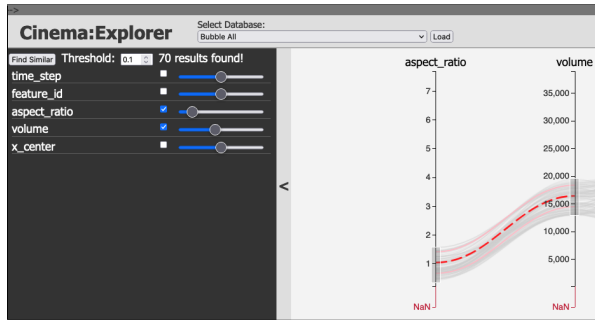 -->
Cinema:Explorer
Select Database:
Bubble All
Load
Find Similar Threshold: 0.1 70 results found!
time_step
feature_id
aspect_ratio
volume
x_center
<
aspect_ratio
7
6
5
4
3
2
1
NaN
volume
35,000
30,000
25,000
20,000
15,000
10,000
5,000
NaN